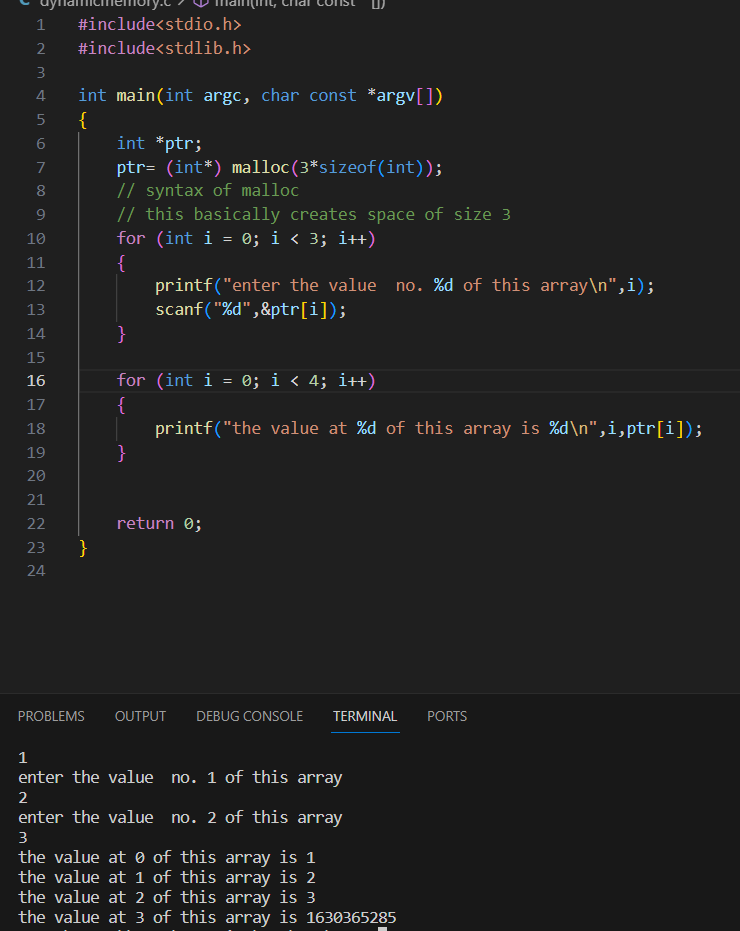 C dynamicmemory.c > main(int, char const * [])
1 #include<stdio.h>
2 #include<stdlib.h>
3
4 int main(int argc, char const *argv[])
5 {
6     int *ptr;
7     ptr= (int*) malloc(3*sizeof(int));
8     // syntax of malloc
9     // this basically creates space of size 3
10     for (int i = 0; i < 3; i++)
11     {
12         printf("enter the value  no. %d of this array\n",i);
13         scanf("%d",&ptr[i]);
14     }
15
16     for (int i = 0; i < 4; i++)
17     {
18         printf("the value at %d of this array is %d\n",i,ptr[i]);
19     }
20
21
22     return 0;
23 }
24
PROBLEMS OUTPUT DEBUG CONSOLE TERMINAL PORTS
1
enter the value  no. 1 of this array
2
enter the value  no. 2 of this array
3
the value at 0 of this array is 1
the value at 1 of this array is 2
the value at 2 of this array is 3
the value at 3 of this array is 1630365285